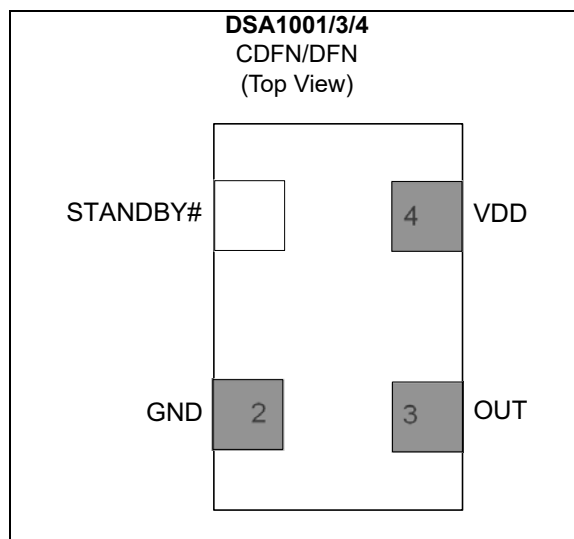 DSA1001/3/4
CDFN/DFN
(Top View)
STANDBY#
4 VDD
GND 2
3 OUT